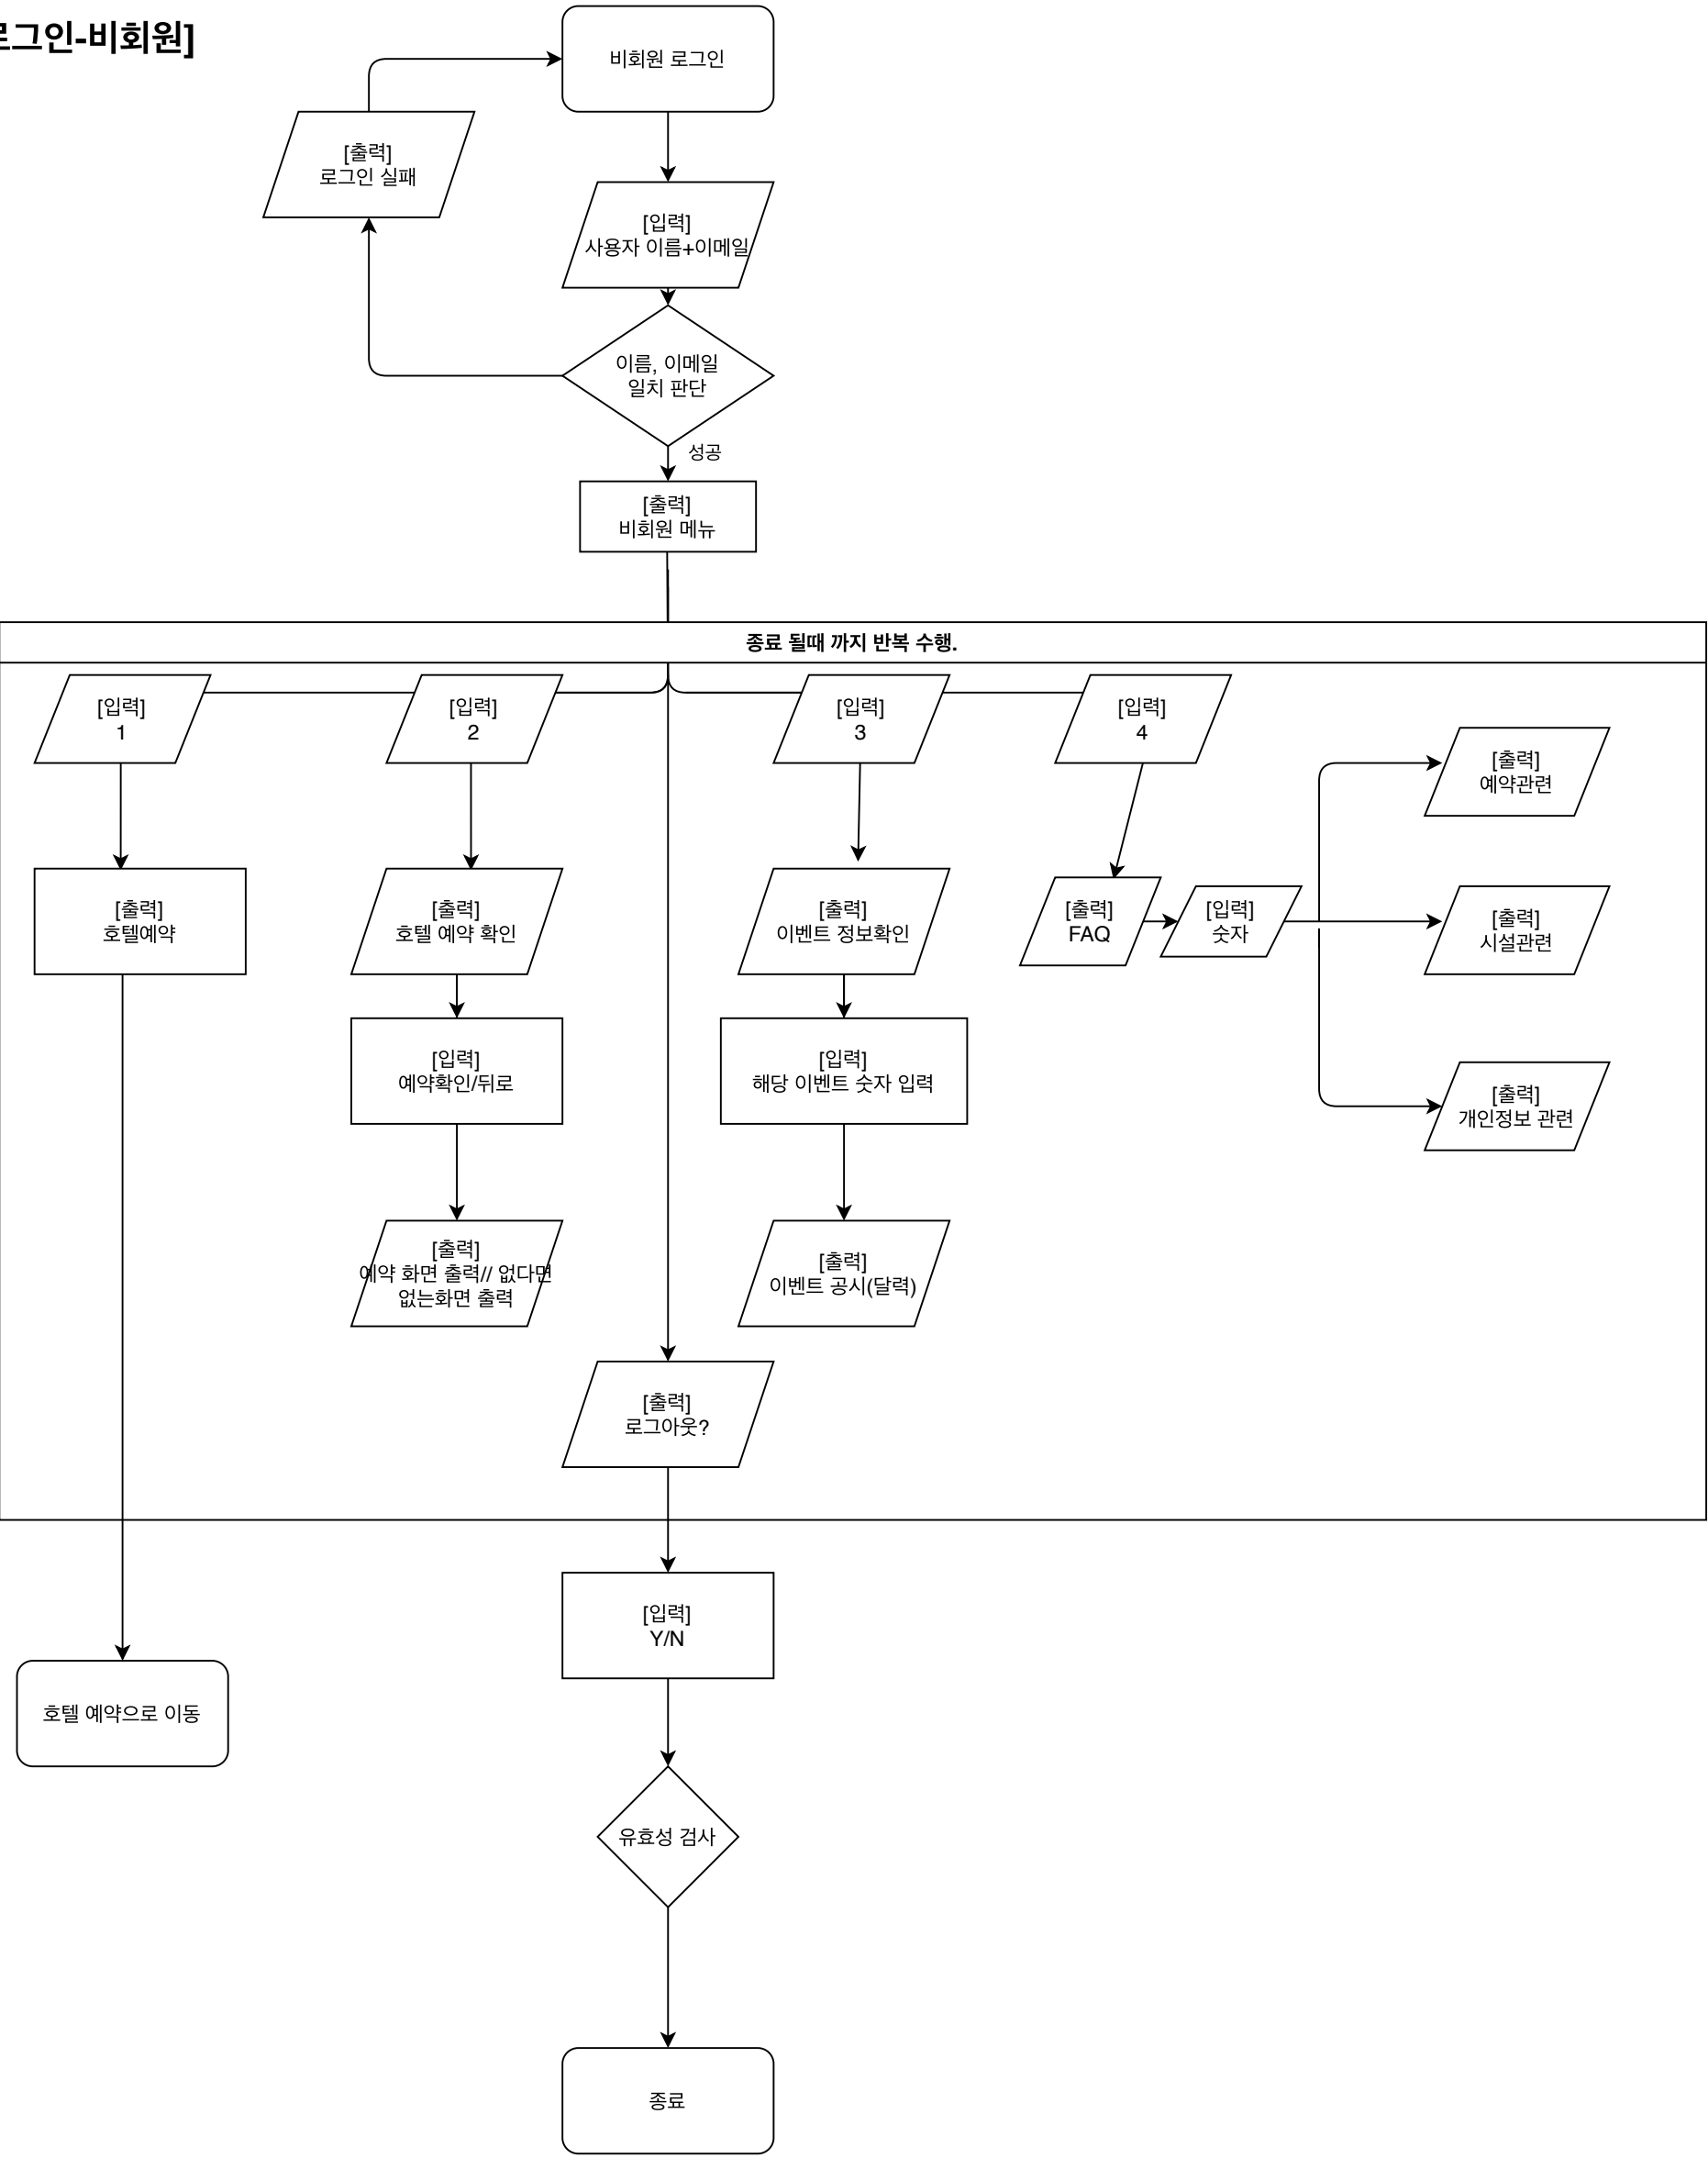 로그인-비회원]
비회원 로그인
[출력]
로그인 실패
[입력]
사용자 이름+이메일
이름, 이메일
일치 판단
성공
[출력]
비회원 메뉴
종료 될때 까지 반복 수행.
[입력]
1
[입력]
2
[입력]
3
[입력]
4
[출력]
예약관련
[출력]
호텔예약
[출력]
호텔 예약 확인
[출력]
이벤트 정보확인
[출력]
FAQ
[입력]
숫자
[출력]
시설관련
[입력]
예약확인/뒤로
[입력]
해당 이벤트 숫자 입력
[출력]
개인정보 관련
[출력]
예약 화면 출력// 없다면
없는화면 출력
[출력]
이벤트 공시(달력)
[출력]
로그아웃?
[입력]
Y/N
호텔 예약으로 이동
유효성 검사
종료